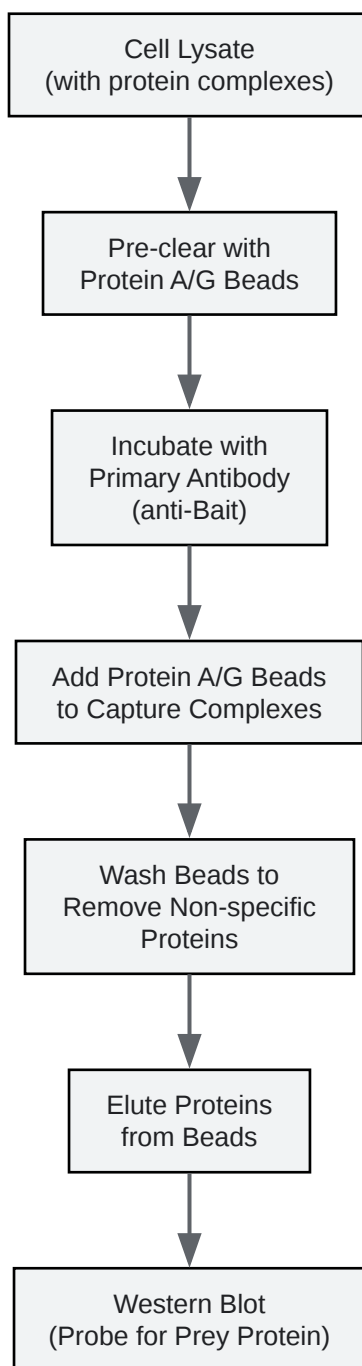 Cell Lysate
(with protein complexes)
Pre-clear with
Protein A/G Beads
Incubate with
Primary Antibody
(anti-Bait)
Add Protein A/G Beads
to Capture Complexes
Wash Beads to
Remove Non-specific
Proteins
Elute Proteins
from Beads
Western Blot
(Probe for Prey Protein)